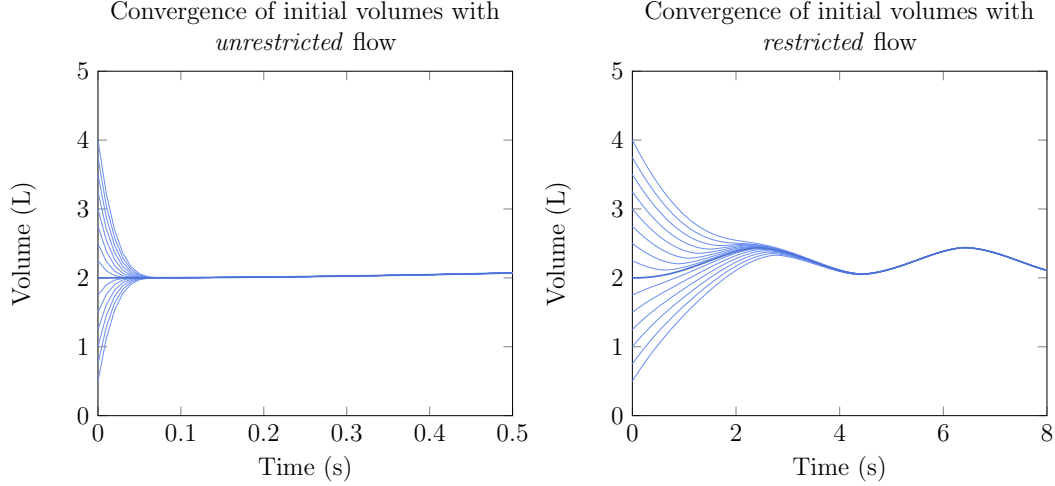 Convergence of initial volumes with
unrestricted flow
5
4
3
2
1
0
Volume (L)
0 0.1 0.2 0.3 0.4 0.5
Time (s)
Convergence of initial volumes with
restricted flow
5
4
3
2
1
0
Volume (L)
0 2 4 6 8
Time (s)